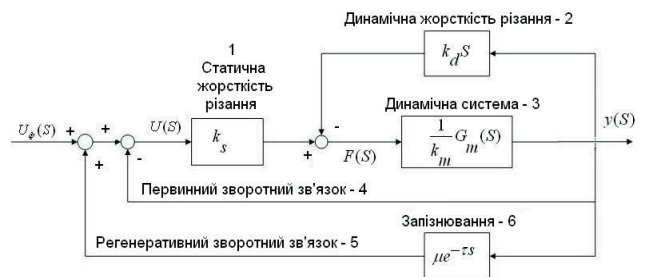 Динамічна жорсткість різання - 2
1
Статична
жорсткість
різання
k_d S
Динамічна система - 3
U_ф(S)
+
+
+
-
U(S)
k_s
+
-
F(S)
1/k_m G_m(S)
y(S)
Первинний зворотний зв'язок - 4
Запізнювання - 6
Регенеративний зворотний зв'язок - 5
μe^{-τs}